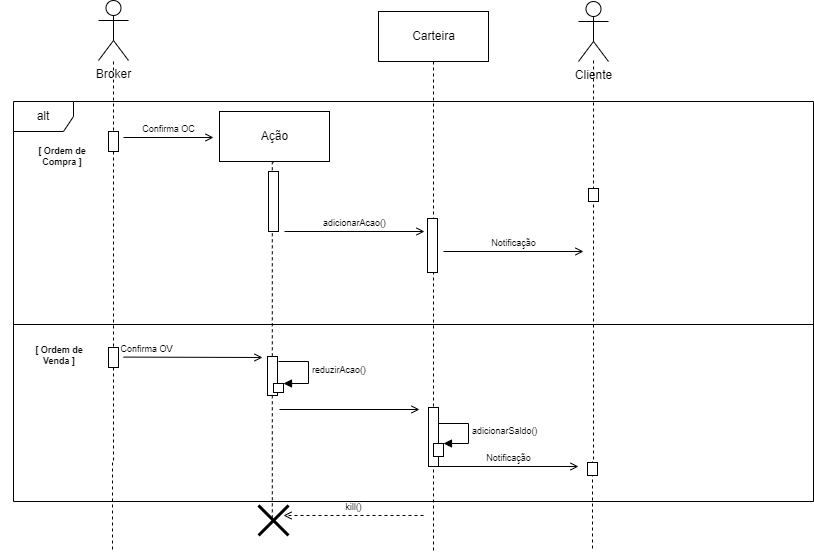 Broker
Carteira
Cliente
alt
[ Ordem de
Compra ]
Confirma OC
Ação
adicionarAcao()
Notificação
[ Ordem de
Venda ]
Confirma OV
reduzirAcao()
adicionarSaldo()
Notificação
kill()